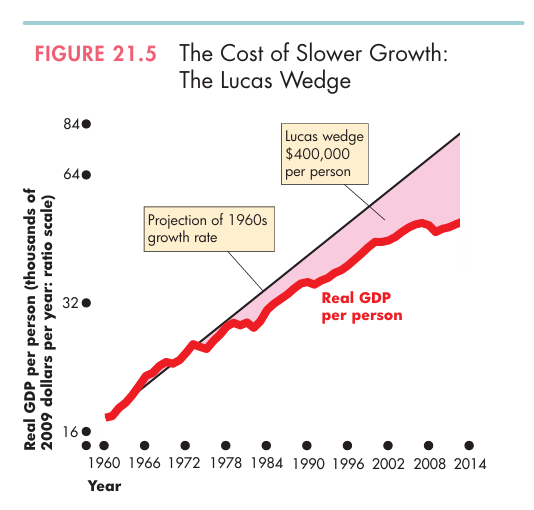 FIGURE 21.5 The Cost of Slower Growth:
The Lucas Wedge
Real GDP per person (thousands of
2009 dollars per year: ratio scale)
84
64
32
16
Lucas wedge
$400,000
per person
Projection of 1960s
growth rate
Real GDP
per person
1960 1966 1972 1978 1984 1990 1996 2002 2008 2014
Year